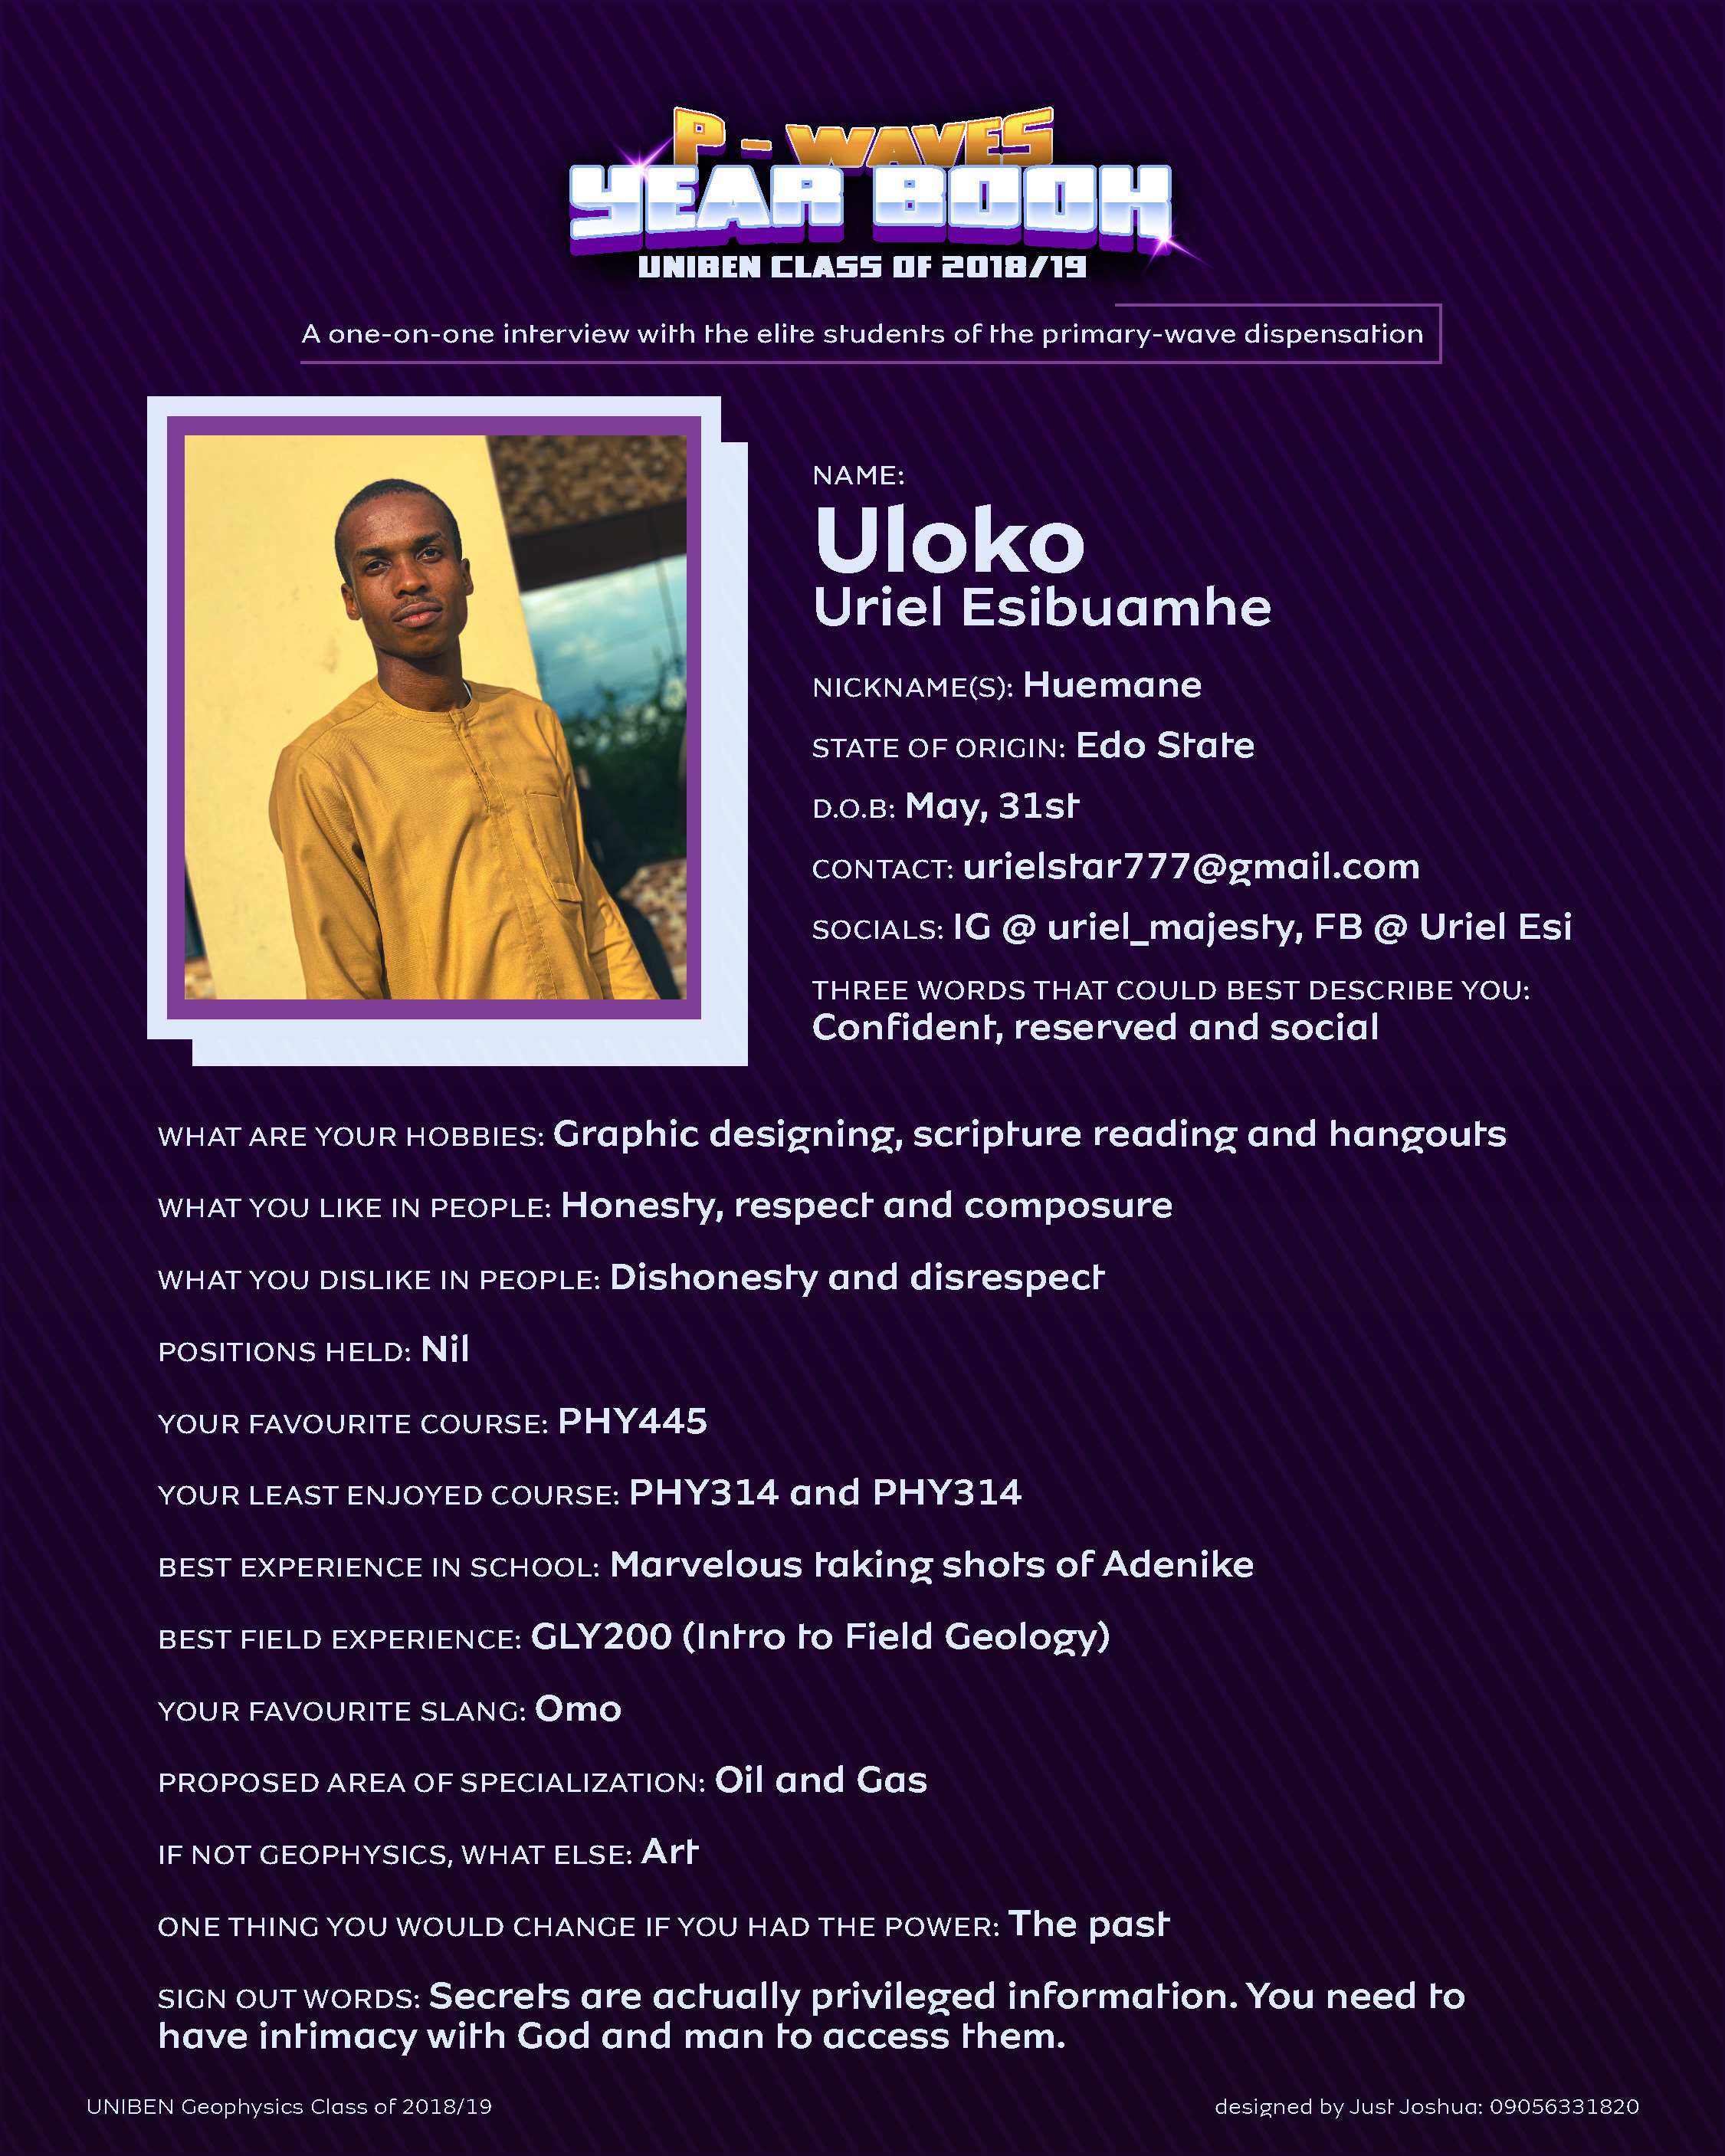 P - WAVES
YEAR BOOK
UNIBEN CLASS OF 2018/19
A one-on-one interview with the elite students of the primary-wave dispensation
NAME:
Uloko
Uriel Esibuamhe
NICKNAME(S): Huemane
STATE OF ORIGIN: Edo State
D.O.B: May, 31st
CONTACT: urielstar777@gmail.com
SOCIALS: IG @ uriel_majesty, FB @ Uriel Esi
THREE WORDS THAT COULD BEST DESCRIBE YOU:
Confident, reserved and social
WHAT ARE YOUR HOBBIES: Graphic designing, scripture reading and hangouts
WHAT YOU LIKE IN PEOPLE: Honesty, respect and composure
WHAT YOU DISLIKE IN PEOPLE: Dishonesty and disrespect
POSITIONS HELD: Nil
YOUR FAVOURITE COURSE: PHY445
YOUR LEAST ENJOYED COURSE: PHY314 and PHY314
BEST EXPERIENCE IN SCHOOL: Marvelous taking shots of Adenike
BEST FIELD EXPERIENCE: GLY200 (Intro to Field Geology)
YOUR FAVOURITE SLANG: Omo
PROPOSED AREA OF SPECIALIZATION: Oil and Gas
IF NOT GEOPHYSICS, WHAT ELSE: Art
ONE THING YOU WOULD CHANGE IF YOU HAD THE POWER: The past
SIGN OUT WORDS: Secrets are actually privileged information. You need to
have intimacy with God and man to access them.
UNIBEN Geophysics Class of 2018/19
designed by Just Joshua: 09056331820